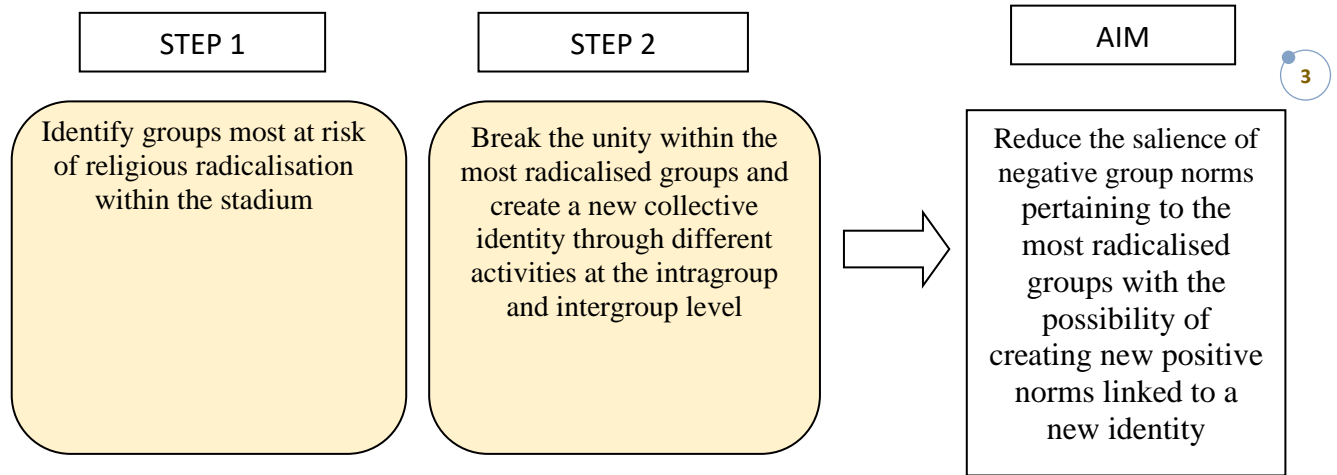 STEP 1
STEP 2
AIM
3
Identify groups most at risk
of religious radicalisation
within the stadium
Break the unity within the
most radicalised groups and
create a new collective
identity through different
activities at the intragroup
and intergroup level
Reduce the salience of
negative group norms
pertaining to the
most radicalised
groups with the
possibility of
creating new positive
norms linked to a
new identity